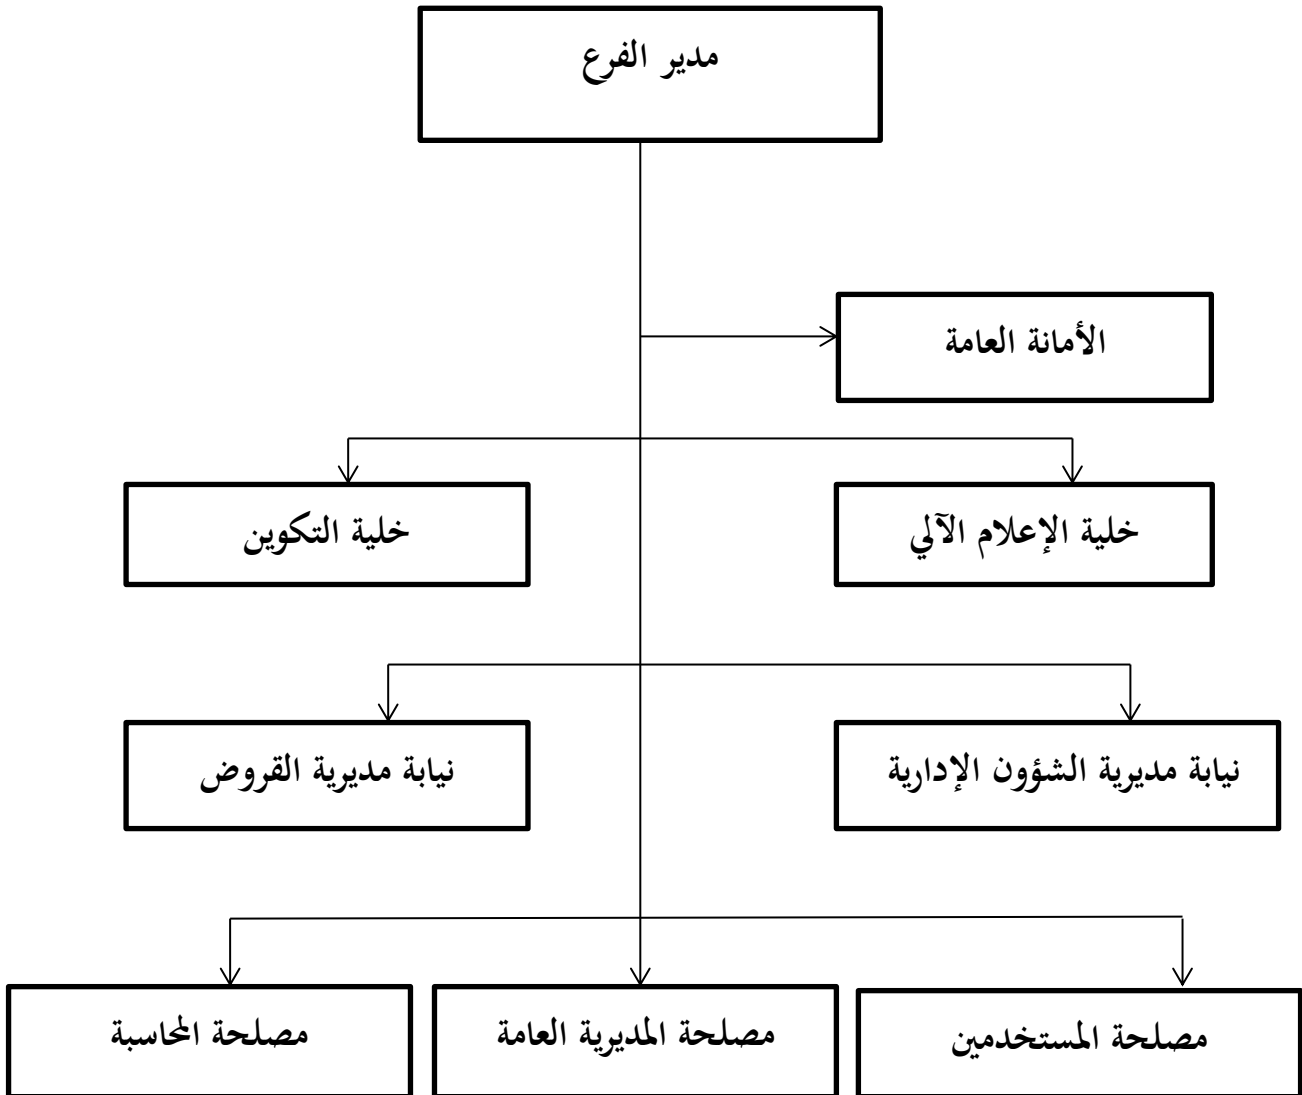 مدير الفرع
الأمانة العامة
خلية الإعلام الآلي
خلية التكوين
نيابة مديرية الشؤون الإدارية
نيابة مديرية القروض
مصلحة المستخدمين
مصلحة المديرية العامة
مصلحة المحاسبة